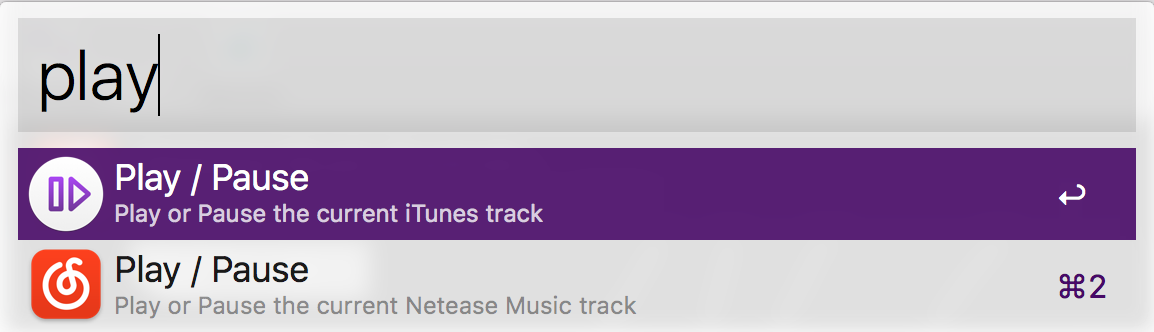 play
Play / Pause
Play or Pause the current iTunes track
↩
Play / Pause
Play or Pause the current Netease Music track
⌘2